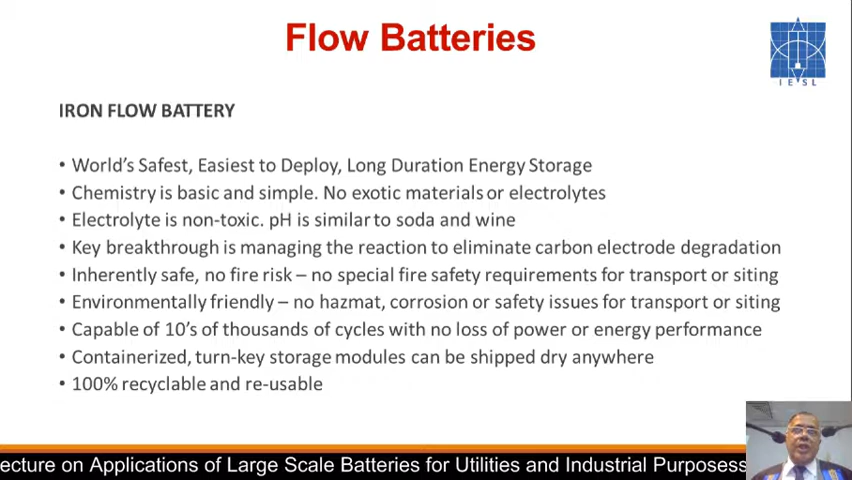 Flow Batteries
IESL
IRON FLOW BATTERY
• World's Safest, Easiest to Deploy, Long Duration Energy Storage
• Chemistry is basic and simple. No exotic materials or electrolytes
• Electrolyte is non-toxic. pH is similar to soda and wine
• Key breakthrough is managing the reaction to eliminate carbon electrode degradation
• Inherently safe, no fire risk – no special fire safety requirements for transport or siting
• Environmentally friendly – no hazmat, corrosion or safety issues for transport or siting
• Capable of 10's of thousands of cycles with no loss of power or energy performance
• Containerized, turn-key storage modules can be shipped dry anywhere
• 100% recyclable and re-usable
ecture on Applications of Large Scale Batteries for Utilities and Industrial Purposess